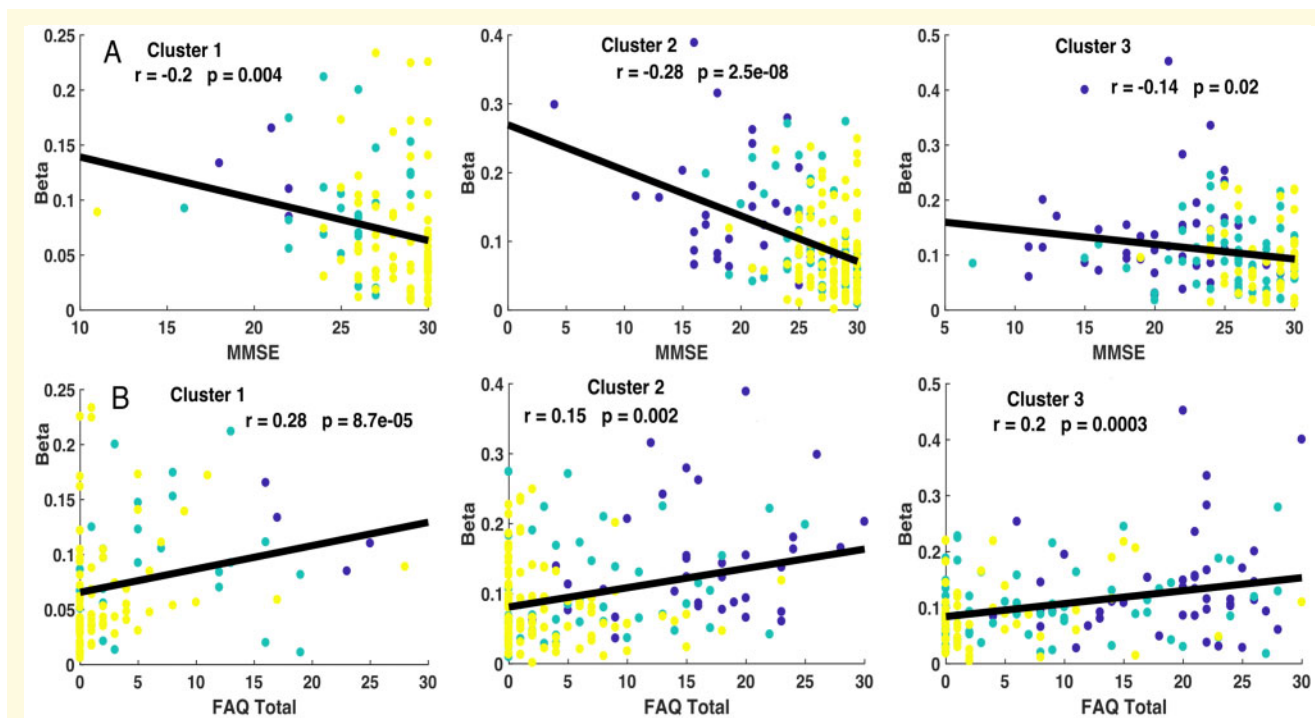 A
Cluster 1
r = -0.2 p = 0.004
Beta
0.25
0.2
0.15
0.1
0.05
0
10
15
20
25
30
MMSE
Cluster 2
r = -0.28 p = 2.5e-08
Beta
0.4
0.3
0.2
0.1
0
0
5
10
15
20
25
30
MMSE
Cluster 3
r = -0.14 p = 0.02
Beta
0.5
0.4
0.3
0.2
0.1
0
5
10
15
20
25
30
MMSE
B
Cluster 1
r = 0.28 p = 8.7e-05
Beta
0.25
0.2
0.15
0.1
0.05
0
0
5
10
15
20
25
30
FAQ Total
Cluster 2
r = 0.15 p = 0.002
Beta
0.4
0.3
0.2
0.1
0
0
5
10
15
20
25
30
FAQ Total
Cluster 3
r = 0.2 p = 0.0003
Beta
0.5
0.4
0.3
0.2
0.1
0
0
5
10
15
20
25
30
FAQ Total